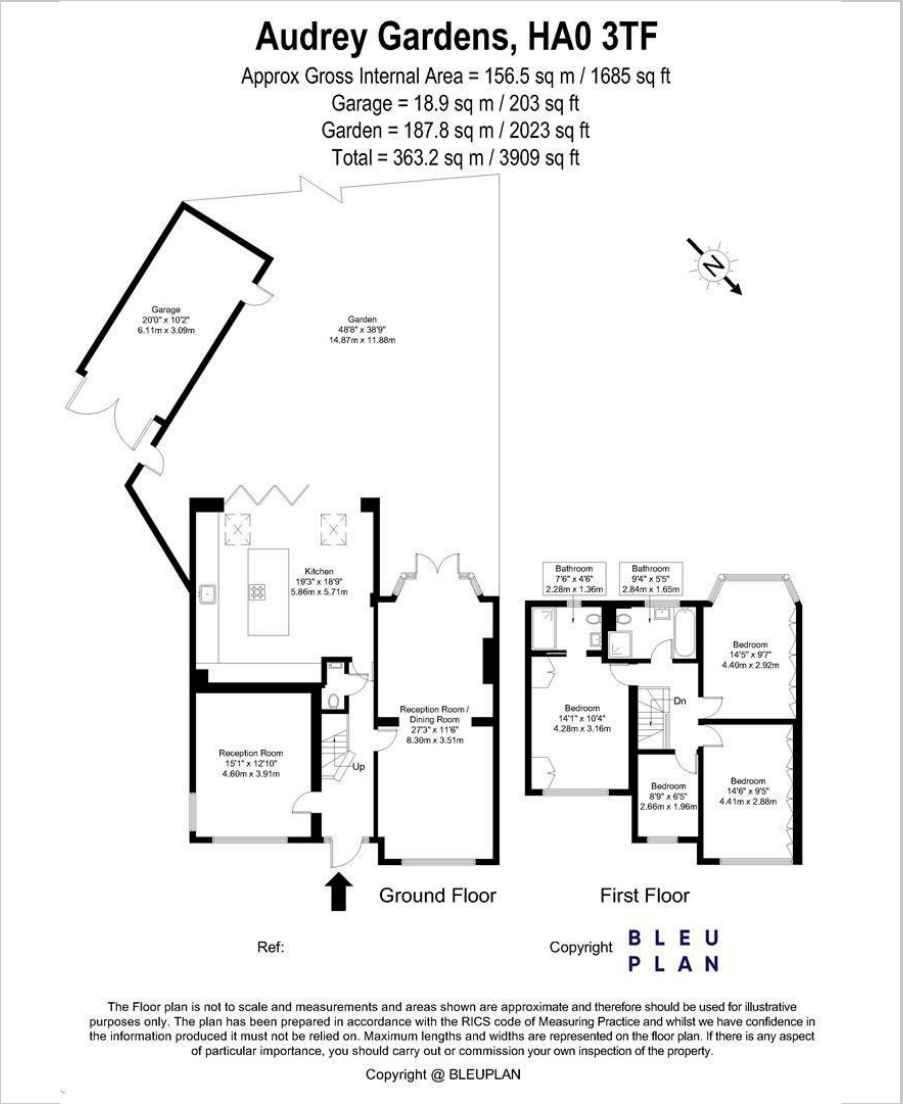 Audrey Gardens, HA0 3TF
Approx Gross Internal Area = 156.5 sq m / 1685 sq ft
Garage = 18.9 sq m / 203 sq ft
Garden = 187.8 sq m / 2023 sq ft
Total = 363.2 sq m / 3909 sq ft
N
Garage
20'0" x 10'2"
6.11m x 3.09m
Garden
48'8" x 38'9"
14.87m x 11.88m
Kitchen
19'3" x 18'9"
5.86m x 5.71m
Reception Room /
Dining Room
27'3" x 11'6"
8.30m x 3.51m
Reception Room
15'1" x 12'10"
4.60m x 3.91m
Up
Ground Floor
Bathroom
7'6" x 4'6"
2.28m x 1.36m
Bathroom
9'4" x 5'5"
2.84m x 1.65m
Bedroom
14'5" x 9'7"
4.40m x 2.92m
Dn
Bedroom
14'1" x 10'4"
4.28m x 3.16m
Bedroom
8'9" x 6'5"
2.66m x 1.96m
Bedroom
14'6" x 9'5"
4.41m x 2.88m
First Floor
Ref:
Copyright
BLEU
PLAN
The Floor plan is not to scale and measurements and areas shown are approximate and therefore should be used for illustrative
purposes only. The plan has been prepared in accordance with the RICS code of Measuring Practice and whilst we have confidence in
the information produced it must not be relied on. Maximum lengths and widths are represented on the floor plan. If there is any aspect
of particular importance, you should carry out or commission your own inspection of the property.
Copyright @ BLEUPLAN